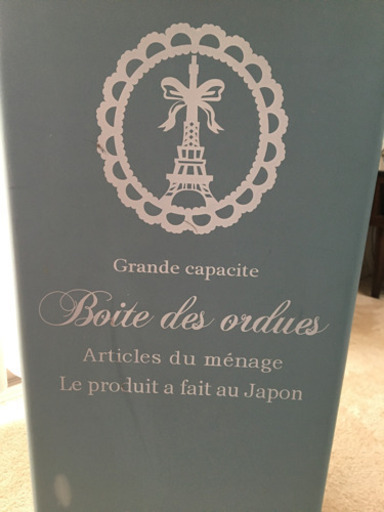 Grande capacite
Boite des ordues
Articles du ménage
Le produit a fait au Japon